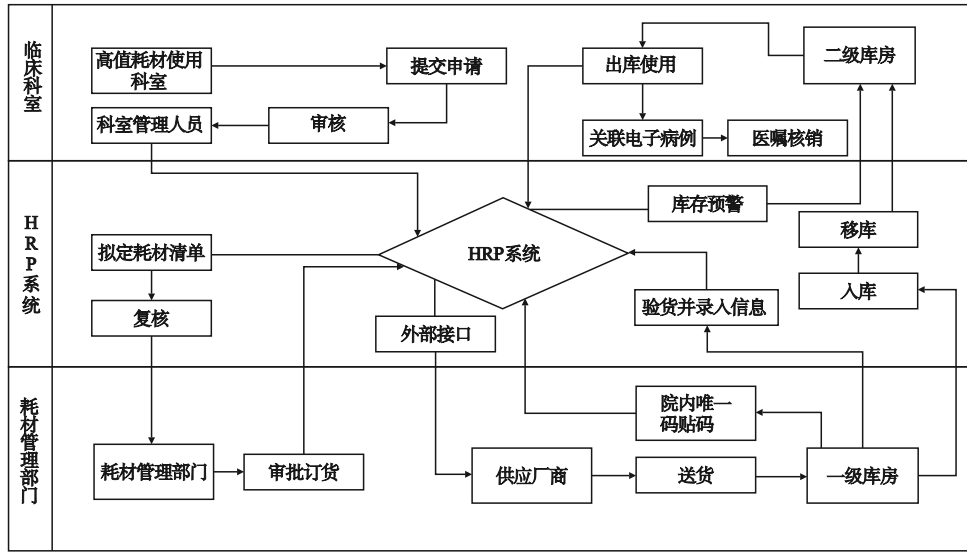 临床科室
高值耗材使用
科室
提交申请
审核
科室管理人员
出库使用
二级库房
关联电子病例
医嘱核销
HRP系统
库存预警
移库
拟定耗材清单
HRP系统
入库
复核
外部接口
验货并录入信息
耗材管理部门
院内唯一
码贴码
耗材管理部门
审批订货
供应厂商
送货
一级库房